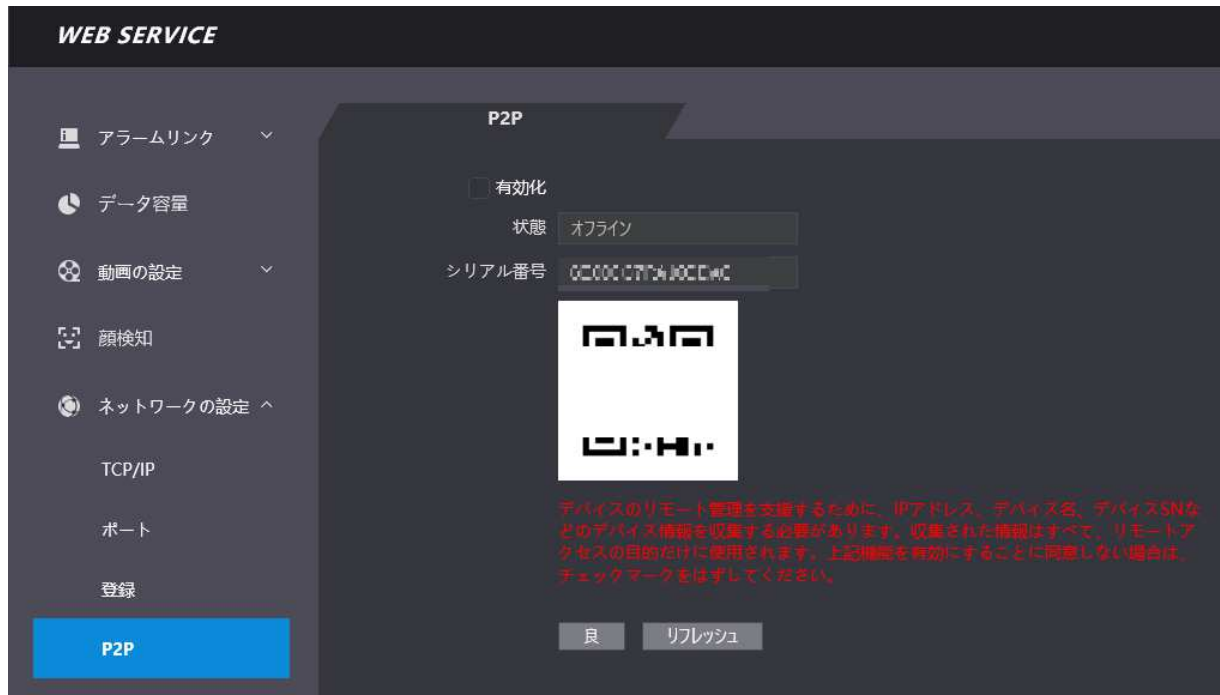 WEB SERVICE
アラームリンク
データ容量
動画の設定
顔検知
ネットワークの設定
TCP/IP
ポート
登録
P2P
P2P
有効化
状態 オフライン
シリアル番号
デバイスのリモート管理を支援するために、IPアドレス、デバイス名、デバイスSNな
どのデバイス情報を収集する必要があります。収集された情報はすべて、リモートア
クセスの目的だけに使用されます。上記機能を有効にすることに同意しない場合は、
チェックマークをはずしてください。
良 リフレッシュ